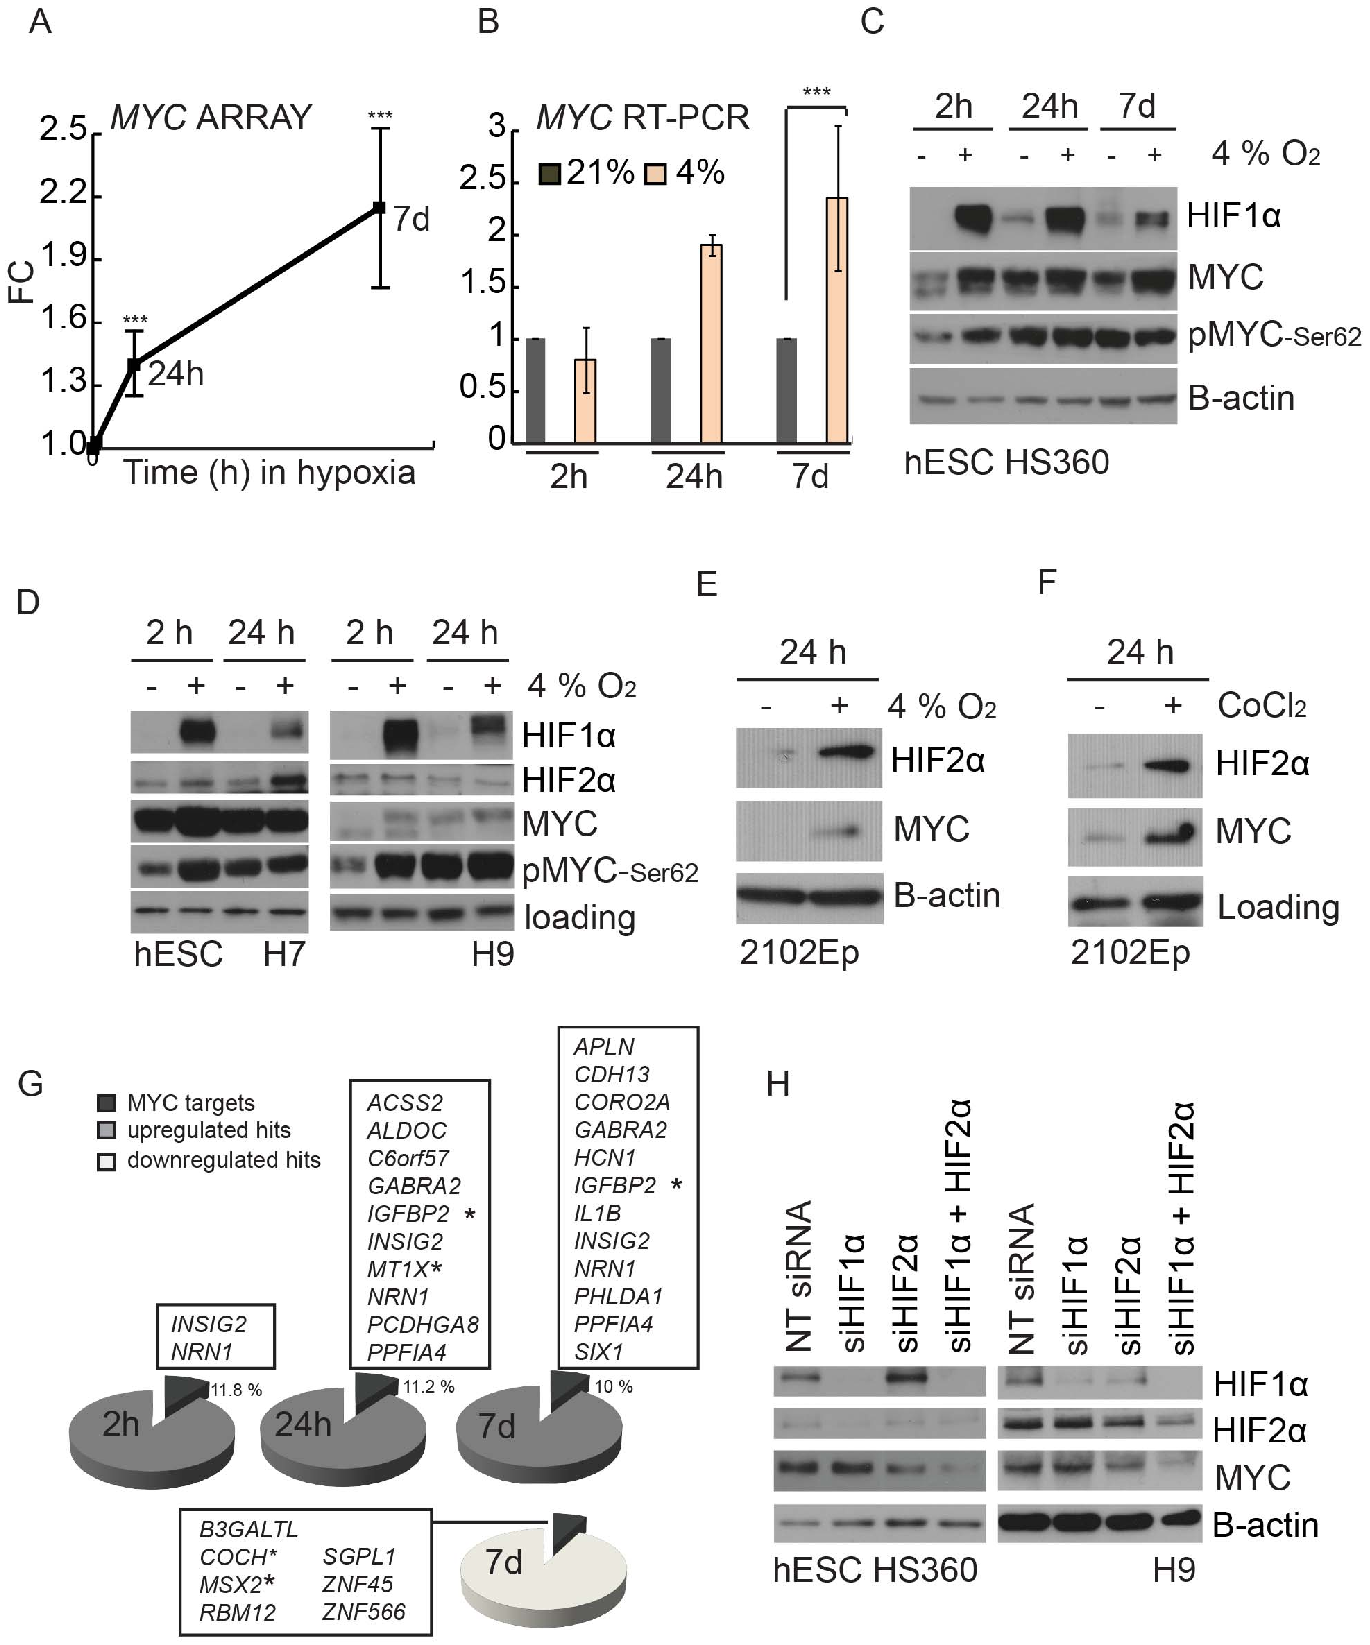 A
MYC ARRAY
FC
2.5
2.2
1.9
1.6
1.3
1.0
0
***
***
24h
7d
Time (h) in hypoxia
B
MYC RT-PCR
21% 4%
3
2.5
2
1.5
1
0.5
0
***
2h 24h 7d
C
2h 24h 7d
- + - + - + 4 % O2
HIF1α
MYC
pMYC-Ser62
B-actin
hESC HS360
D
2 h 24 h 2 h 24 h
- + - + - + - + 4 % O2
HIF1α
HIF2α
MYC
pMYC-Ser62
loading
hESC H7 H9
E
24 h
- + 4 % O2
HIF2α
MYC
B-actin
2102Ep
F
24 h
- + CoCl2
HIF2α
MYC
Loading
2102Ep
G
MYC targets
upregulated hits
downregulated hits
INSIG2
NRN1
11.8 %
2h
ACSS2
ALDOC
C6orf57
GABRA2
IGFBP2 *
INSIG2
MT1X*
NRN1
PCDHGA8
PPFIA4
11.2 %
24h
APLN
CDH13
CORO2A
GABRA2
HCN1
IGFBP2 *
IL1B
INSIG2
NRN1
PHLDA1
PPFIA4
SIX1
10 %
7d
B3GALTL
COCH* SGPL1
MSX2* ZNF45
RBM12 ZNF566
7d
H
NT siRNA
siHIF1α
siHIF2α
siHIF1α + HIF2α
NT siRNA
siHIF1α
siHIF2α
siHIF1α + HIF2α
HIF1α
HIF2α
MYC
B-actin
hESC HS360 H9